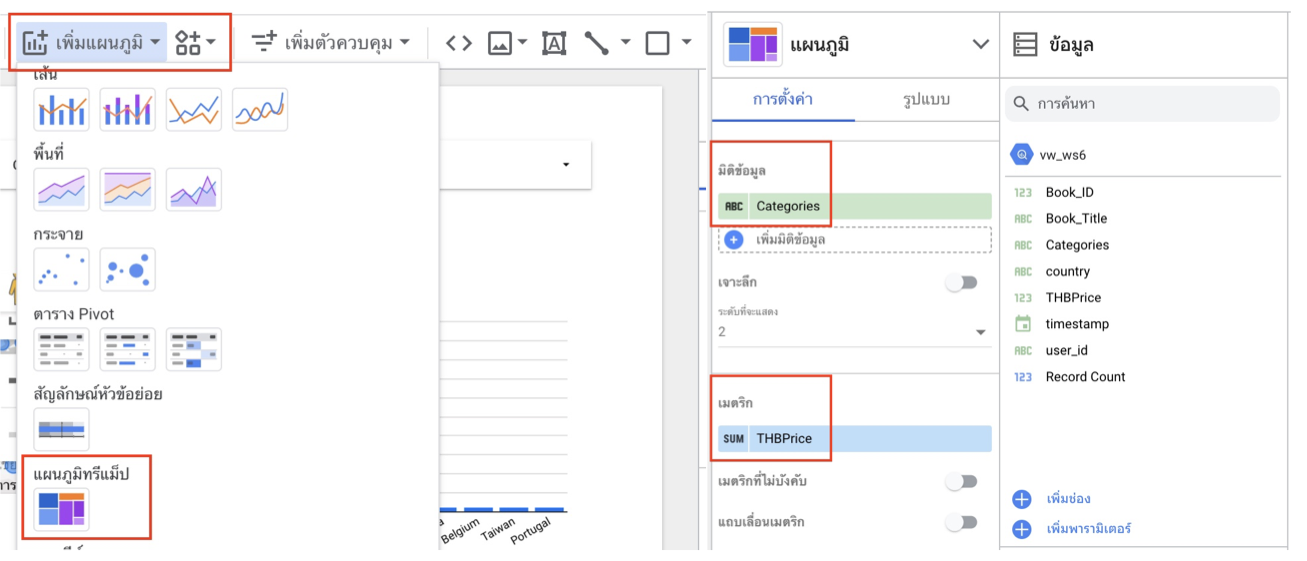 เพิ่มแผนภูมิ
เพิ่มตัวควบคุม
A
เส้น
พื้นที่
กระจาย
ตาราง Pivot
สัญลักษณ์หัวข้อย่อย
แผนภูมิทรีแม็ป
Belgium
Taiwan
Portugal
แผนภูมิ
การตั้งค่า
รูปแบบ
มิติข้อมูล
ABC Categories
เพิ่มมิติข้อมูล
เจาะลึก
ระดับที่จะแสดง
2
เมตริก
SUM THBPrice
เมตริกที่ไม่บังคับ
แถบเลื่อนเมตริก
ข้อมูล
การค้นหา
vw_ws6
123 Book_ID
ABC Book_Title
ABC Categories
ABC country
123 THBPrice
timestamp
ABC user_id
123 Record Count
เพิ่มช่อง
เพิ่มพารามิเตอร์